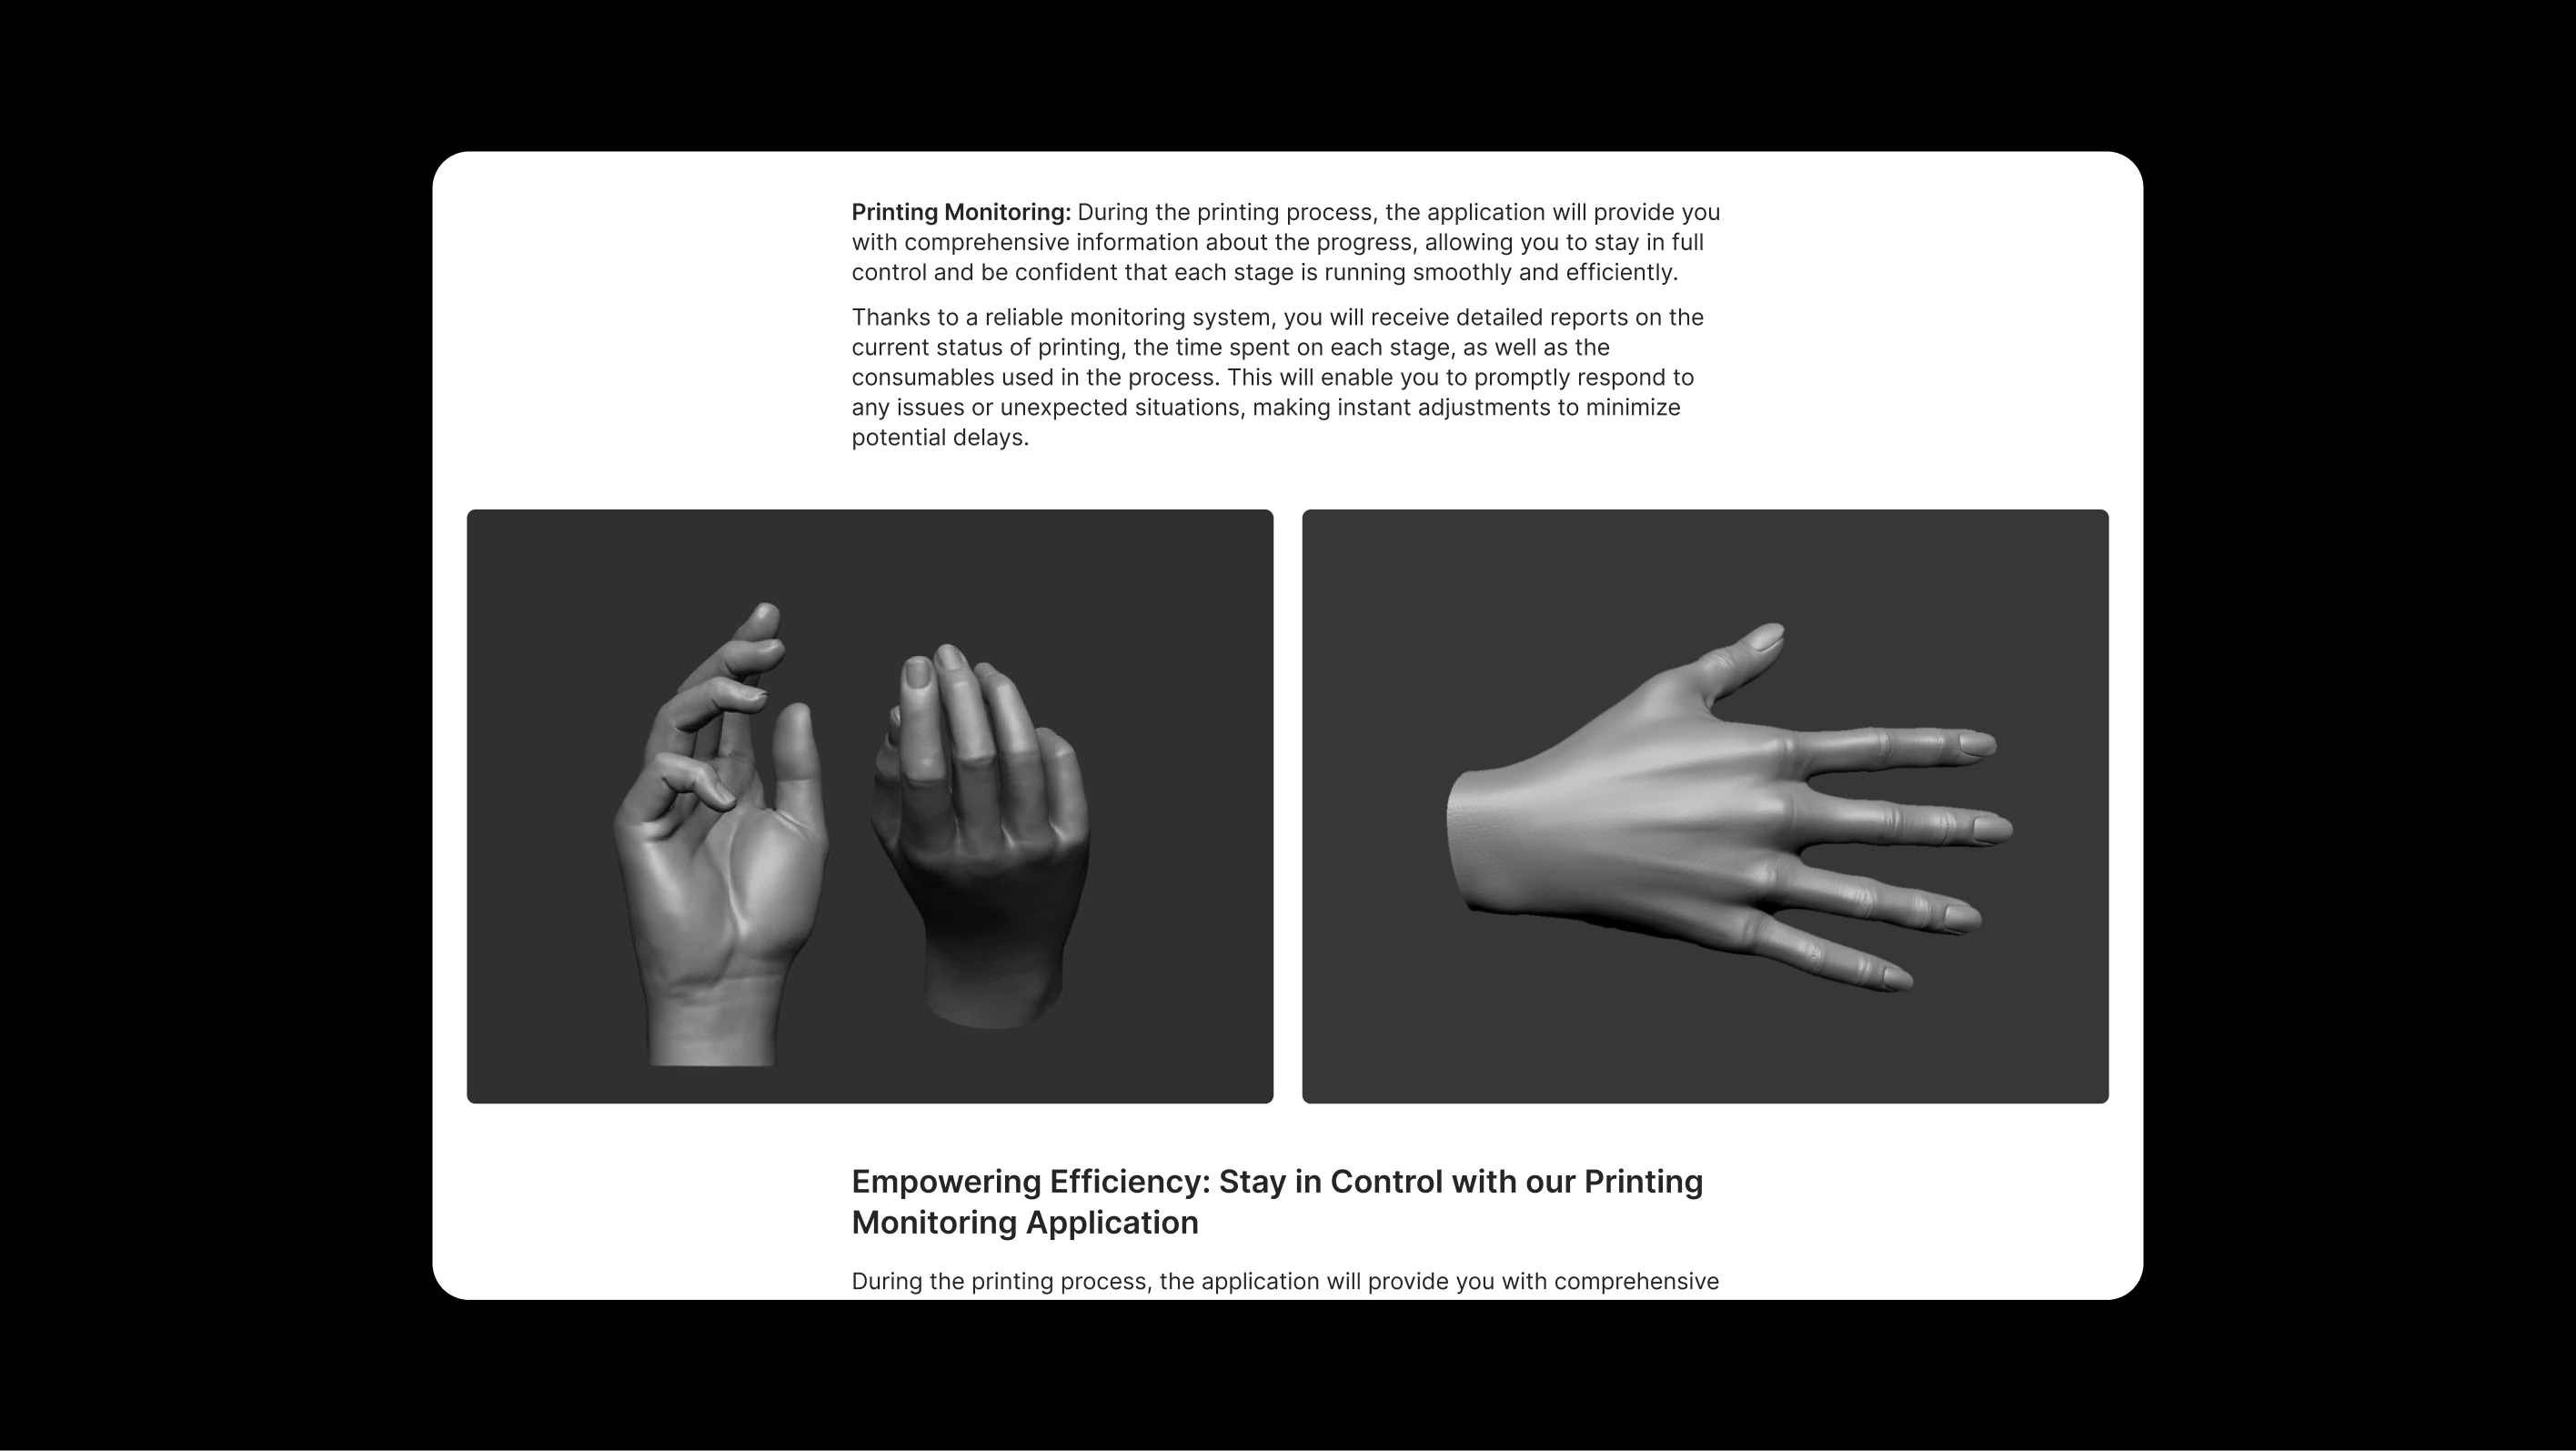 Printing Monitoring: During the printing process, the application will provide you
with comprehensive information about the progress, allowing you to stay in full
control and be confident that each stage is running smoothly and efficiently.
Thanks to a reliable monitoring system, you will receive detailed reports on the
current status of printing, the time spent on each stage, as well as the
consumables used in the process. This will enable you to promptly respond to
any issues or unexpected situations, making instant adjustments to minimize
potential delays.
Empowering Efficiency: Stay in Control with our Printing
Monitoring Application
During the printing process, the application will provide you with comprehensive